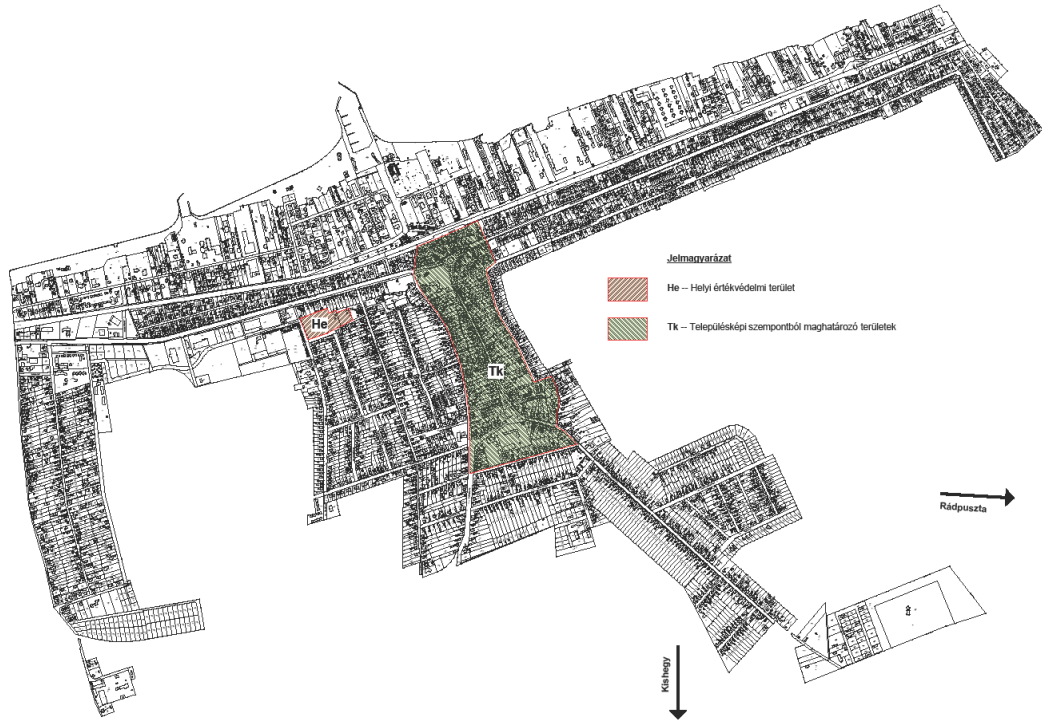 Jelmagyarázat
He -- Helyi értékvédelmi terület
Tk -- Településképi szempontból maghatározó területek
He
Tk
Rádpuszta
Kishegy